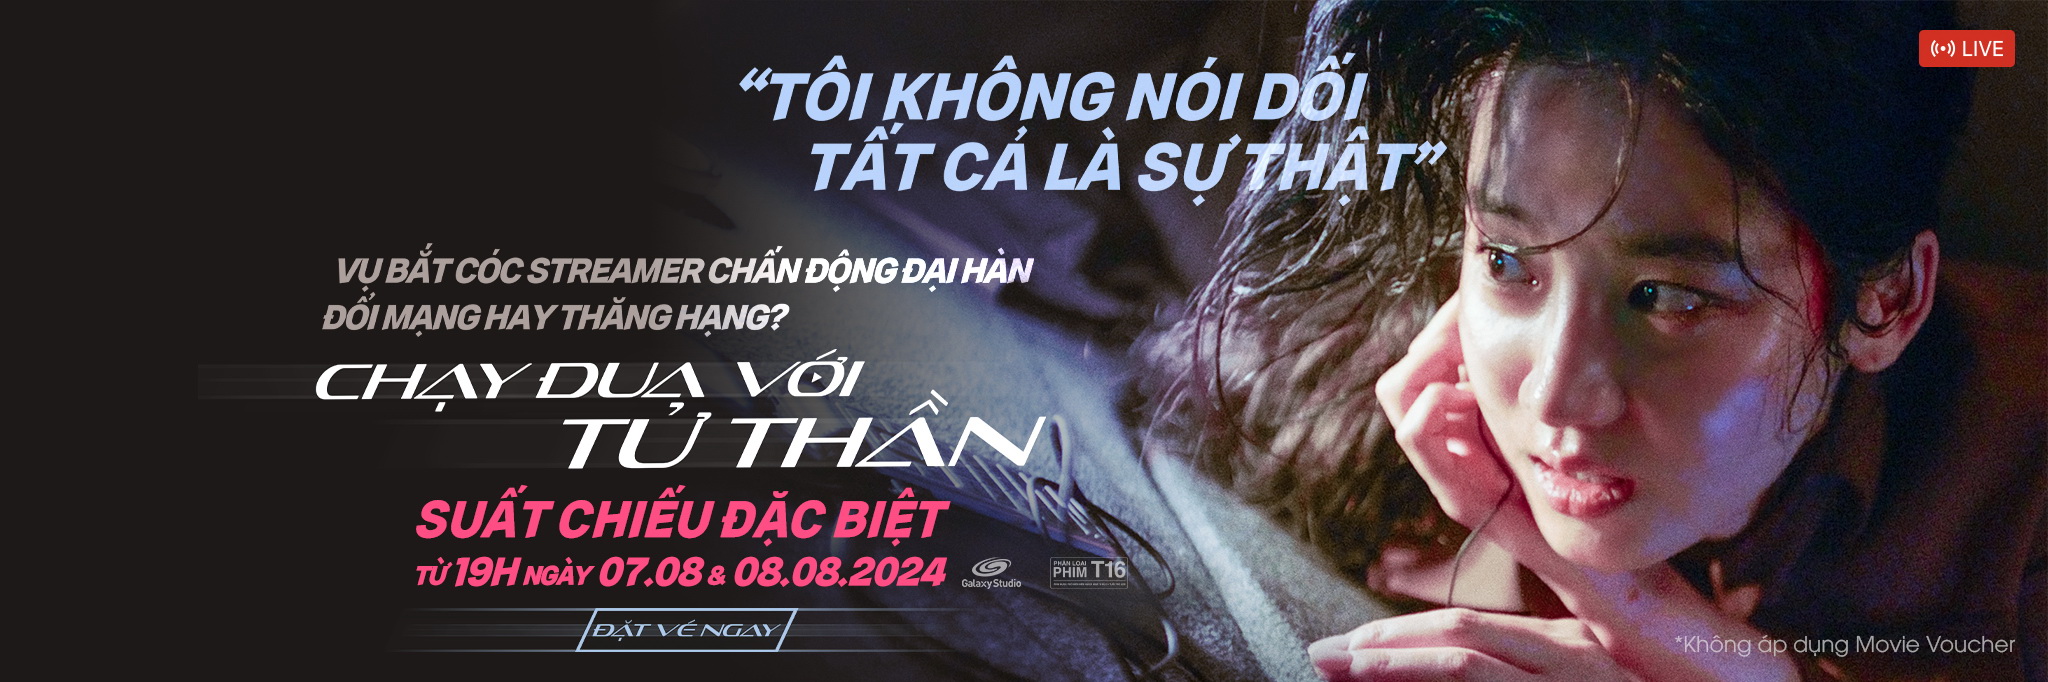 LIVE
“TÔI KHÔNG NÓI DỐI
TẤT CẢ LÀ SỰ THẬT”
VỤ BẮT CÓC STREAMER CHẤN ĐỘNG ĐẠI HÀN
ĐỔI MẠNG HAY THĂNG HẠNG?
CHẠY ĐUA VỚI
TỬ THẦN
SUẤT CHIẾU ĐẶC BIỆT
TỪ 19H NGÀY 07.08 & 08.08.2024
Galaxy Studio
PHÂN LOẠI
PHIM T16
ĐẶT VÉ NGAY
*Không áp dụng Movie Voucher